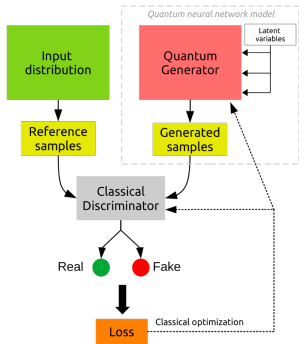 Quantum neural network model
Input
distribution
Quantum
Generator
Latent
variables
Reference
samples
Generated
samples
Classical
Discriminator
Real
Fake
Loss
Classical optimization